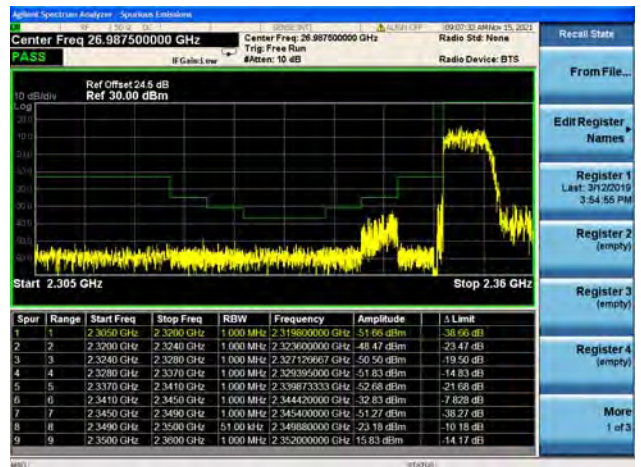 Agilent Spectrum Analyzer - Spurious Emissions
RF 50 Ω DC SENSE:INT ALIGN OFF 09:07:32 AM Nov 15, 2021
Center Freq 26.987500000 GHz Center Freq: 26.987500000 GHz Radio Std: None
Trig: Free Run
PASS IFGain:Low #Atten: 10 dB Radio Device: BTS
Ref Offset 24.5 dB
10 dB/div Ref 30.00 dBm
Log
Start 2.305 GHz Stop 2.36 GHz
Spur Range Start Freq Stop Freq RBW Frequency Amplitude Δ Limit
1 1 2.3050 GHz 2.3200 GHz 1.000 MHz 2.319800000 GHz -51.66 dBm -38.66 dB
2 2 2.3200 GHz 2.3240 GHz 1.000 MHz 2.323600000 GHz -48.47 dBm -23.47 dB
3 3 2.3240 GHz 2.3280 GHz 1.000 MHz 2.327126667 GHz -50.50 dBm -19.50 dB
4 4 2.3280 GHz 2.3370 GHz 1.000 MHz 2.329395000 GHz -51.83 dBm -14.83 dB
5 5 2.3370 GHz 2.3410 GHz 1.000 MHz 2.339873333 GHz -52.68 dBm -21.68 dB
6 6 2.3410 GHz 2.3450 GHz 1.000 MHz 2.344420000 GHz -32.83 dBm -7.828 dB
7 7 2.3450 GHz 2.3490 GHz 1.000 MHz 2.345400000 GHz -51.27 dBm -38.27 dB
8 8 2.3490 GHz 2.3500 GHz 51.00 kHz 2.349880000 GHz -23.18 dBm -10.18 dB
9 9 2.3500 GHz 2.3600 GHz 1.000 MHz 2.352000000 GHz 15.83 dBm -14.17 dB
MSG STATUS
Recall State
From File...
Edit Register
Names
Register 1
Last: 3/12/2019
3:54:55 PM
Register 2
(empty)
Register 3
(empty)
Register 4
(empty)
More
1 of 3